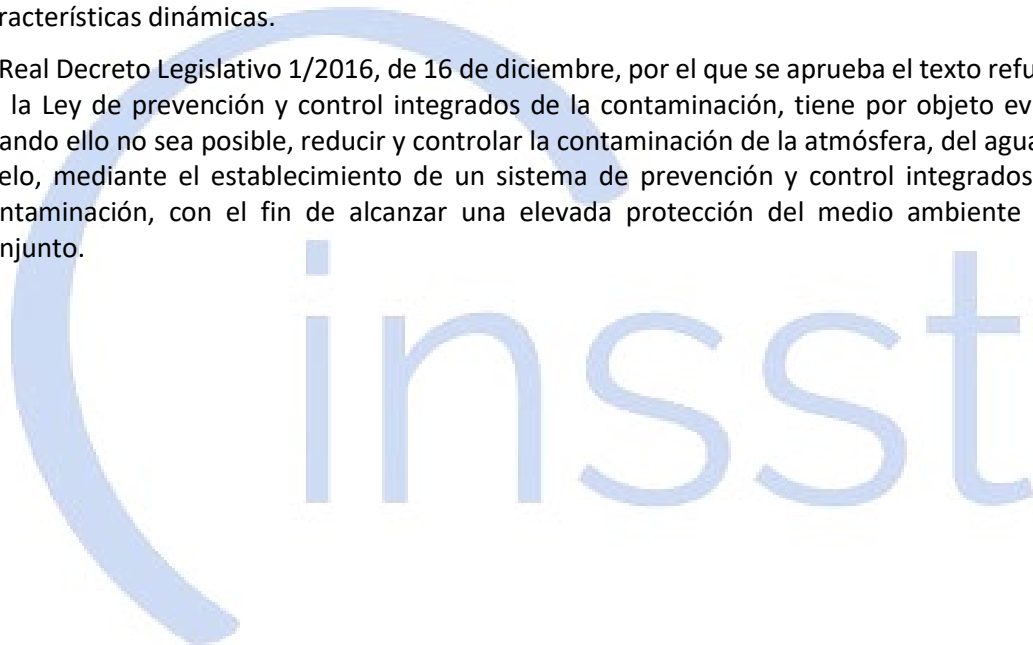 racterísticas dinámicas.
Real Decreto Legislativo 1/2016, de 16 de diciembre, por el que se aprueba el texto refu
la Ley de prevención y control integrados de la contaminación, tiene por objeto ev
ando ello no sea posible, reducir y controlar la contaminación de la atmósfera, del agua
elo, mediante el establecimiento de un sistema de prevención y control integrados
ntaminación, con el fin de alcanzar una elevada protección del medio ambiente
njunto.
insst